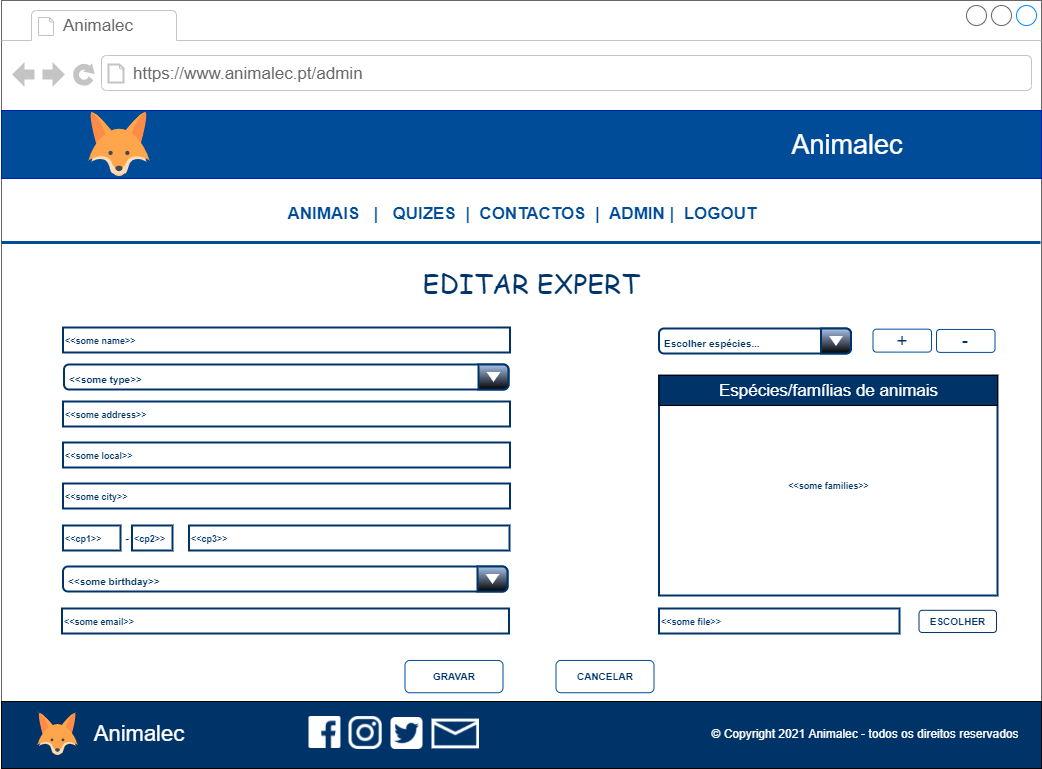 Animalec
https://www.animalec.pt/admin
Animalec
ANIMAIS | QUIZES | CONTACTOS | ADMIN | LOGOUT
EDITAR EXPERT
<<some name>>
<<some type>>
<<some address>>
<<some local>>
<<some city>>
<<cp1>> - <<cp2>> <<cp3>>
<<some birthday>>
<<some email>>
Escolher espécies... + -
Espécies/famílias de animais
<<some families>>
<<some file>> ESCOLHER
GRAVAR CANCELAR
Animalec
© Copyright 2021 Animalec - todos os direitos reservados